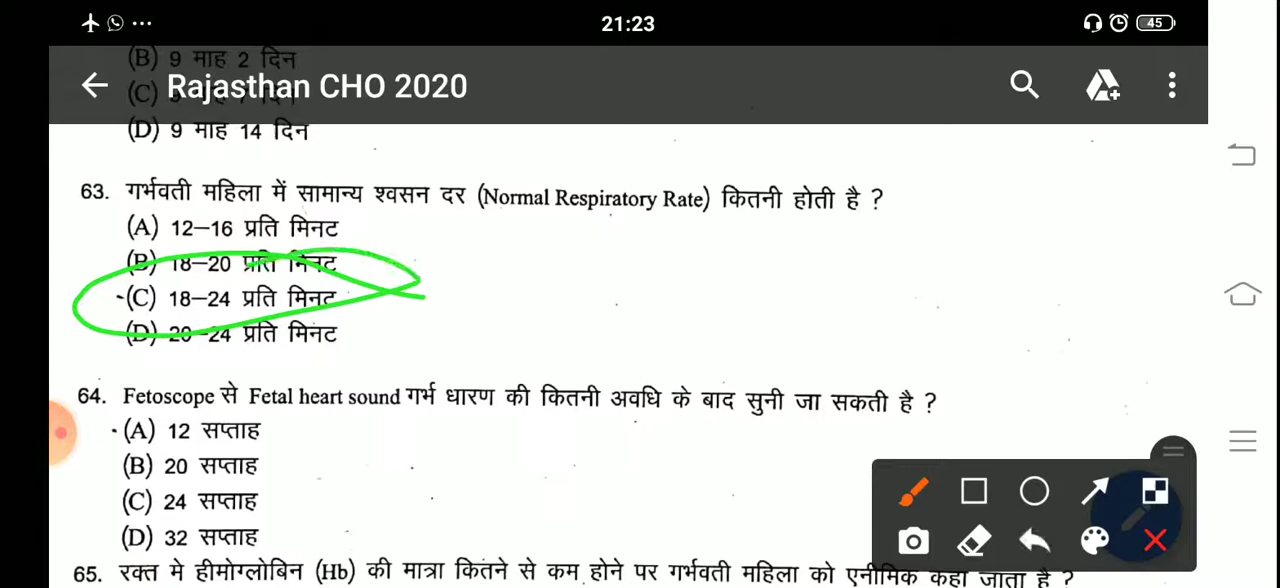 21:23
45
(B) 9 माह 2 दिन
Rajasthan CHO 2020
(D) 9 माह 14 दिन
63. गर्भवती महिला में सामान्य श्वसन दर (Normal Respiratory Rate) कितनी होती है ?
(A) 12–16 प्रति मिनट
(B) 18–20 प्रति मिनट
(C) 18–24 प्रति मिनट
(D) 20–24 प्रति मिनट
64. Fetoscope से Fetal heart sound गर्भ धारण की कितनी अवधि के बाद सुनी जा सकती है ?
(A) 12 सप्ताह
(B) 20 सप्ताह
(C) 24 सप्ताह
(D) 32 सप्ताह
65. रक्त मे हीमोग्लोबिन (Hb) की मात्रा कितने से कम होने पर गर्भवती महिला को एनीमिक कहा जाता है ?